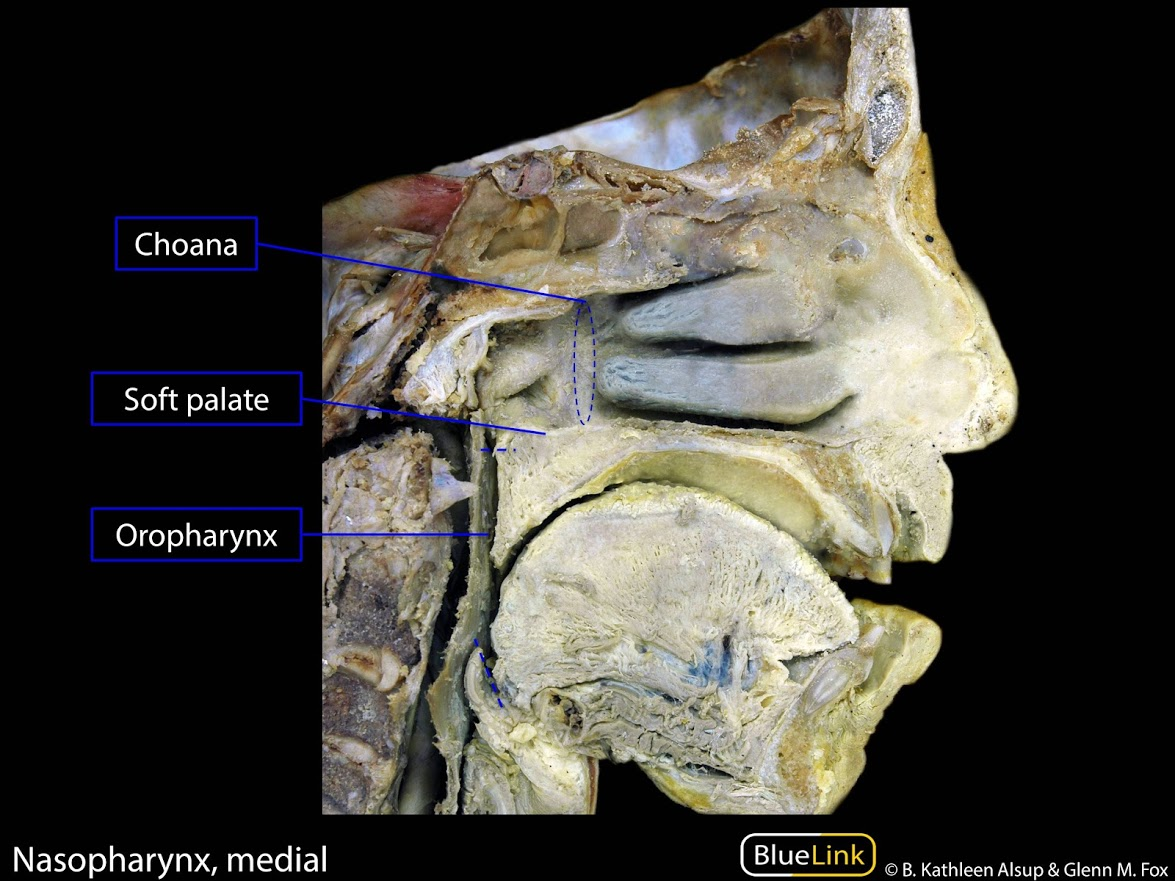 Choana
Soft palate
Oropharynx
Nasopharynx, medial
BlueLink
© B. Kathleen Alsup & Glenn M. Fox